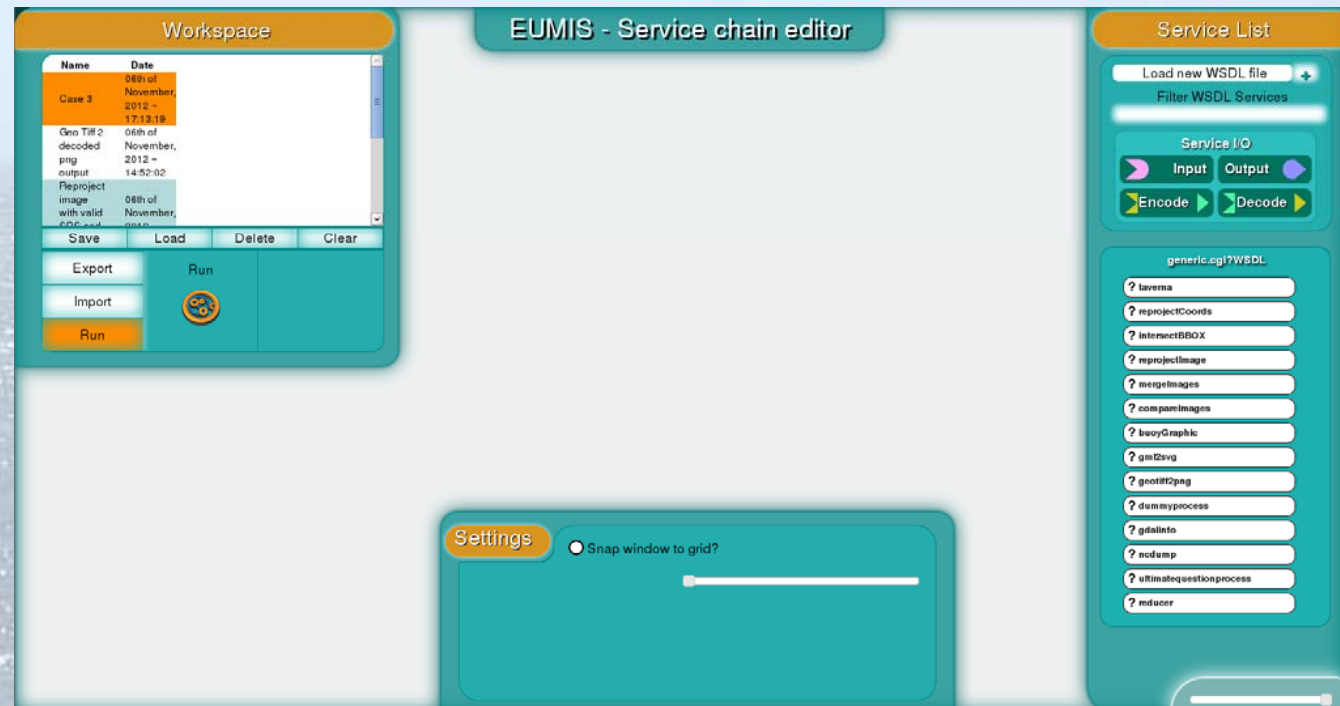 Workspace
Name Date
Case 3
06th of
November,
2012 ~
17:13:19
Geo Tiff 2
decoded
png
output
06th of
November,
2012 ~
14:52:02
Reproject
image
with valid
06th of
November,
Save Load Delete Clear
Export
Import
Run
Run
EUMIS - Service chain editor
Settings
Snap window to grid?
Service List
Load new WSDL file +
Filter WSDL Services
Service I/O
Input Output
Encode Decode
generic.cgi?WSDL
? taverna
? reprojectCoords
? intersectBBOX
? reprojectImage
? mergeImages
? compareImages
? buoyGraphic
? gmt2svg
? geotiff2png
? dummyprocess
? gdalinfo
? ncdump
? ultimatequestionprocess
? reducer